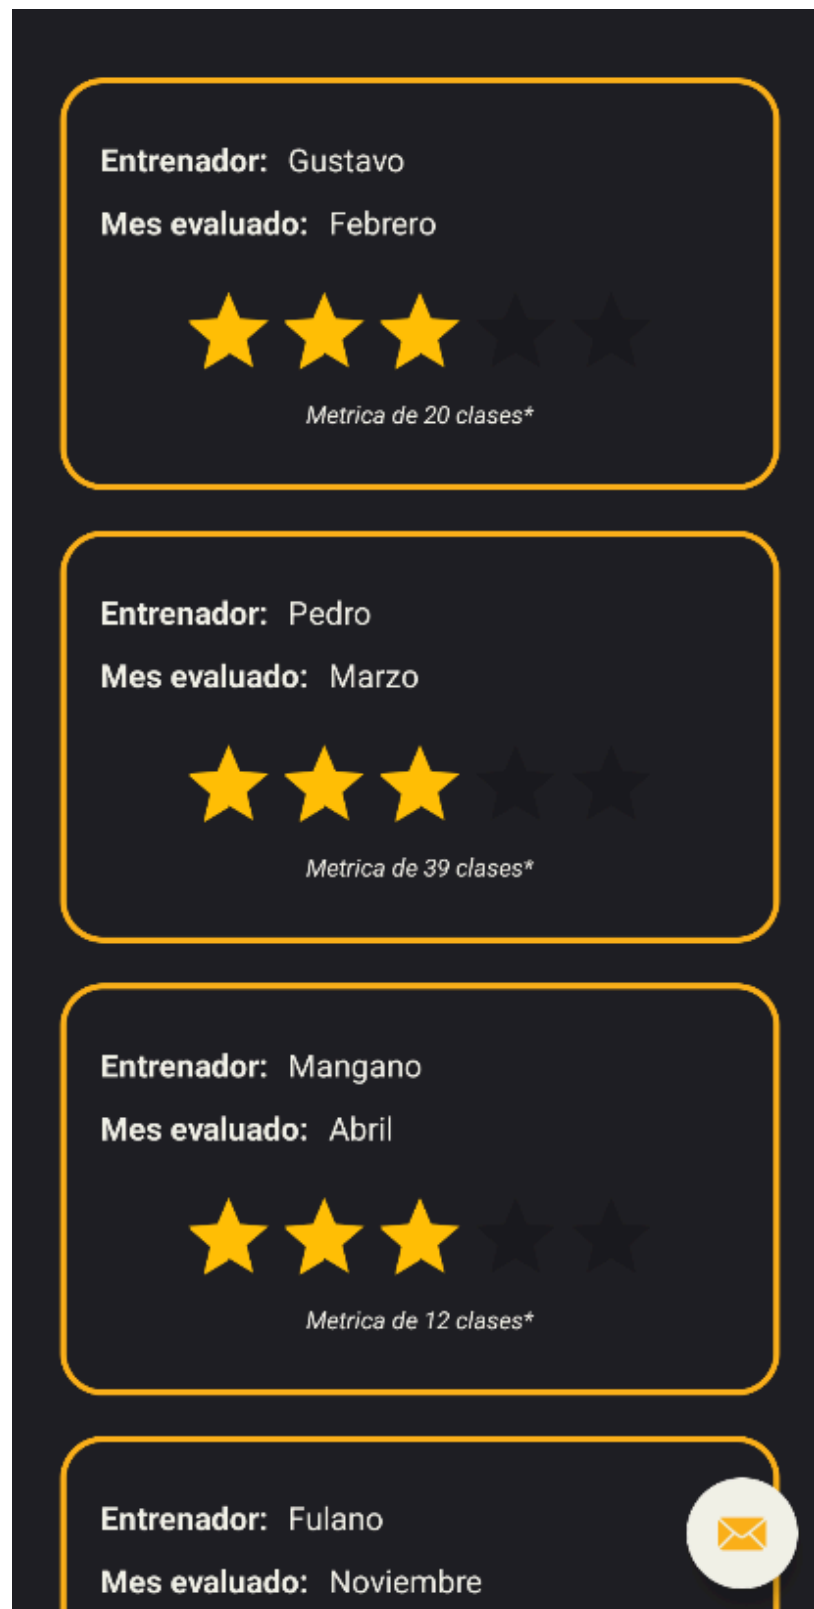 Entrenador: Gustavo
Mes evaluado: Febrero
Metrica de 20 clases*
Entrenador: Pedro
Mes evaluado: Marzo
Metrica de 39 clases*
Entrenador: Mangano
Mes evaluado: Abril
Metrica de 12 clases*
Entrenador: Fulano
Mes evaluado: Noviembre